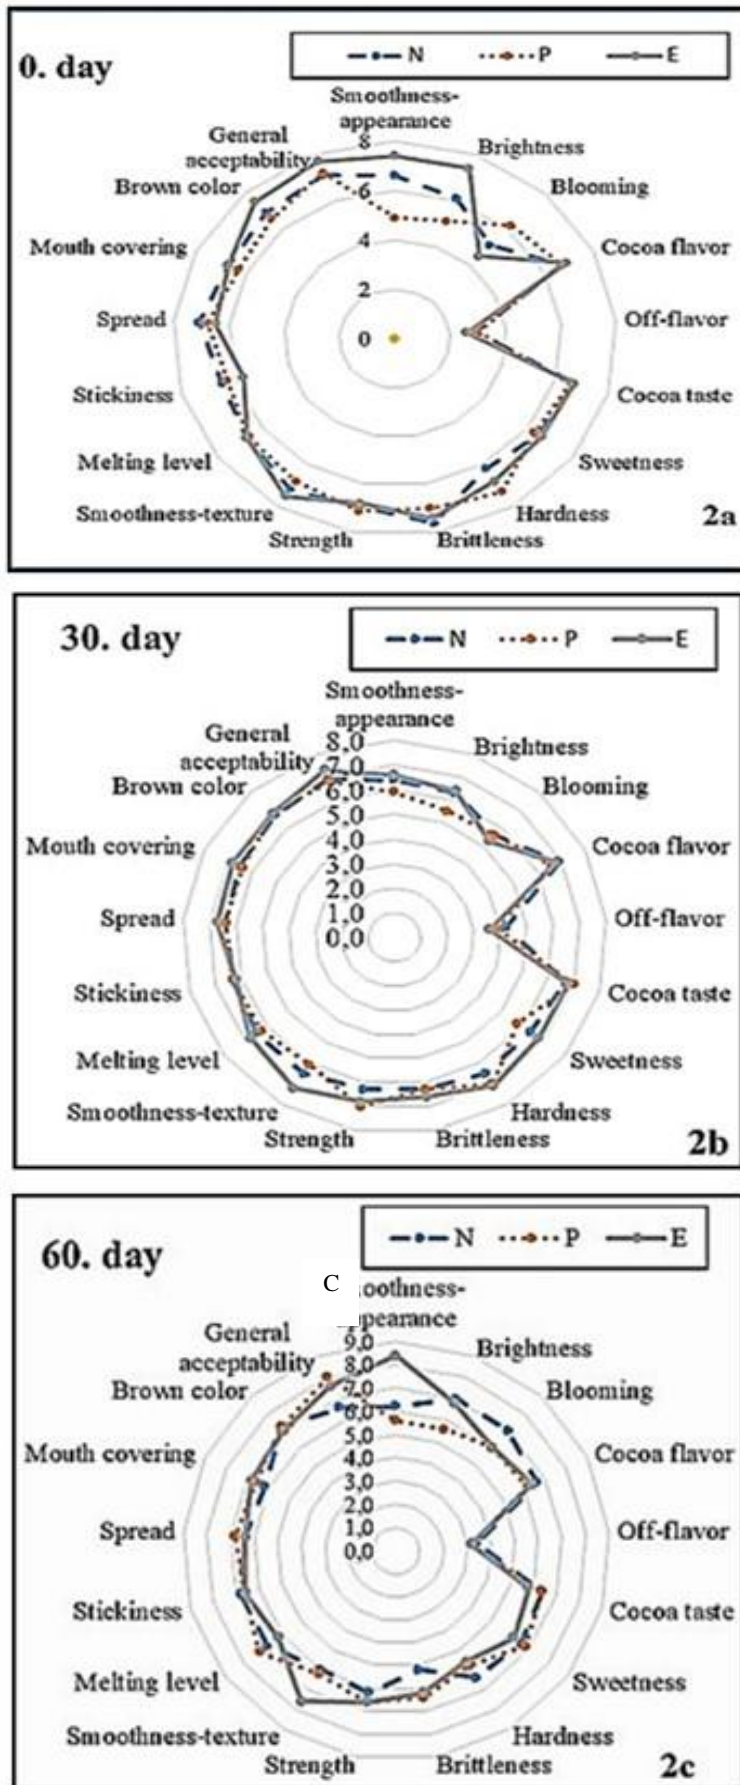 0. day
N P E
Smoothness-
appearance
Brightness
Blooming
Cocoa flavor
Off-flavor
Cocoa taste
Sweetness
Hardness
Brittleness
Strength
Smoothness-texture
Melting level
Stickiness
Spread
Mouth covering
Brown color
General
acceptability
8
6
4
2
0
2a
30. day
N P E
Smoothness-
appearance
Brightness
Blooming
Cocoa flavor
Off-flavor
Cocoa taste
Sweetness
Hardness
Brittleness
Strength
Smoothness-texture
Melting level
Stickiness
Spread
Mouth covering
Brown color
General
acceptability
8,0
7,0
6,0
5,0
4,0
3,0
2,0
1,0
0,0
2b
60. day
N P E
C
oothness-
ppearance
Brightness
Blooming
Cocoa flavor
Off-flavor
Cocoa taste
Sweetness
Hardness
Brittleness
Strength
Smoothness-texture
Melting level
Stickiness
Spread
Mouth covering
Brown color
General
acceptability
9,0
8,0
7,0
6,0
5,0
4,0
3,0
2,0
1,0
0,0
2c